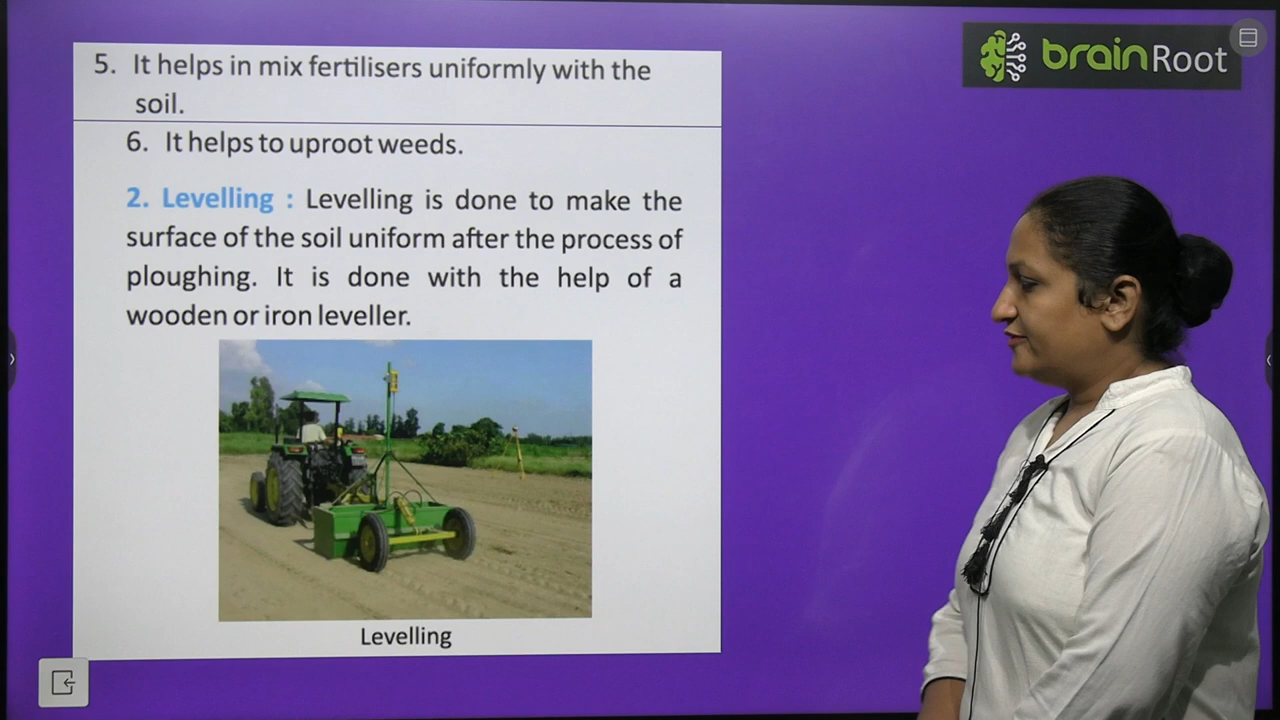 brainRoot
5. It helps in mix fertilisers uniformly with the
soil.
6. It helps to uproot weeds.
2. Levelling : Levelling is done to make the
surface of the soil uniform after the process of
ploughing. It is done with the help of a
wooden or iron leveller.
Levelling